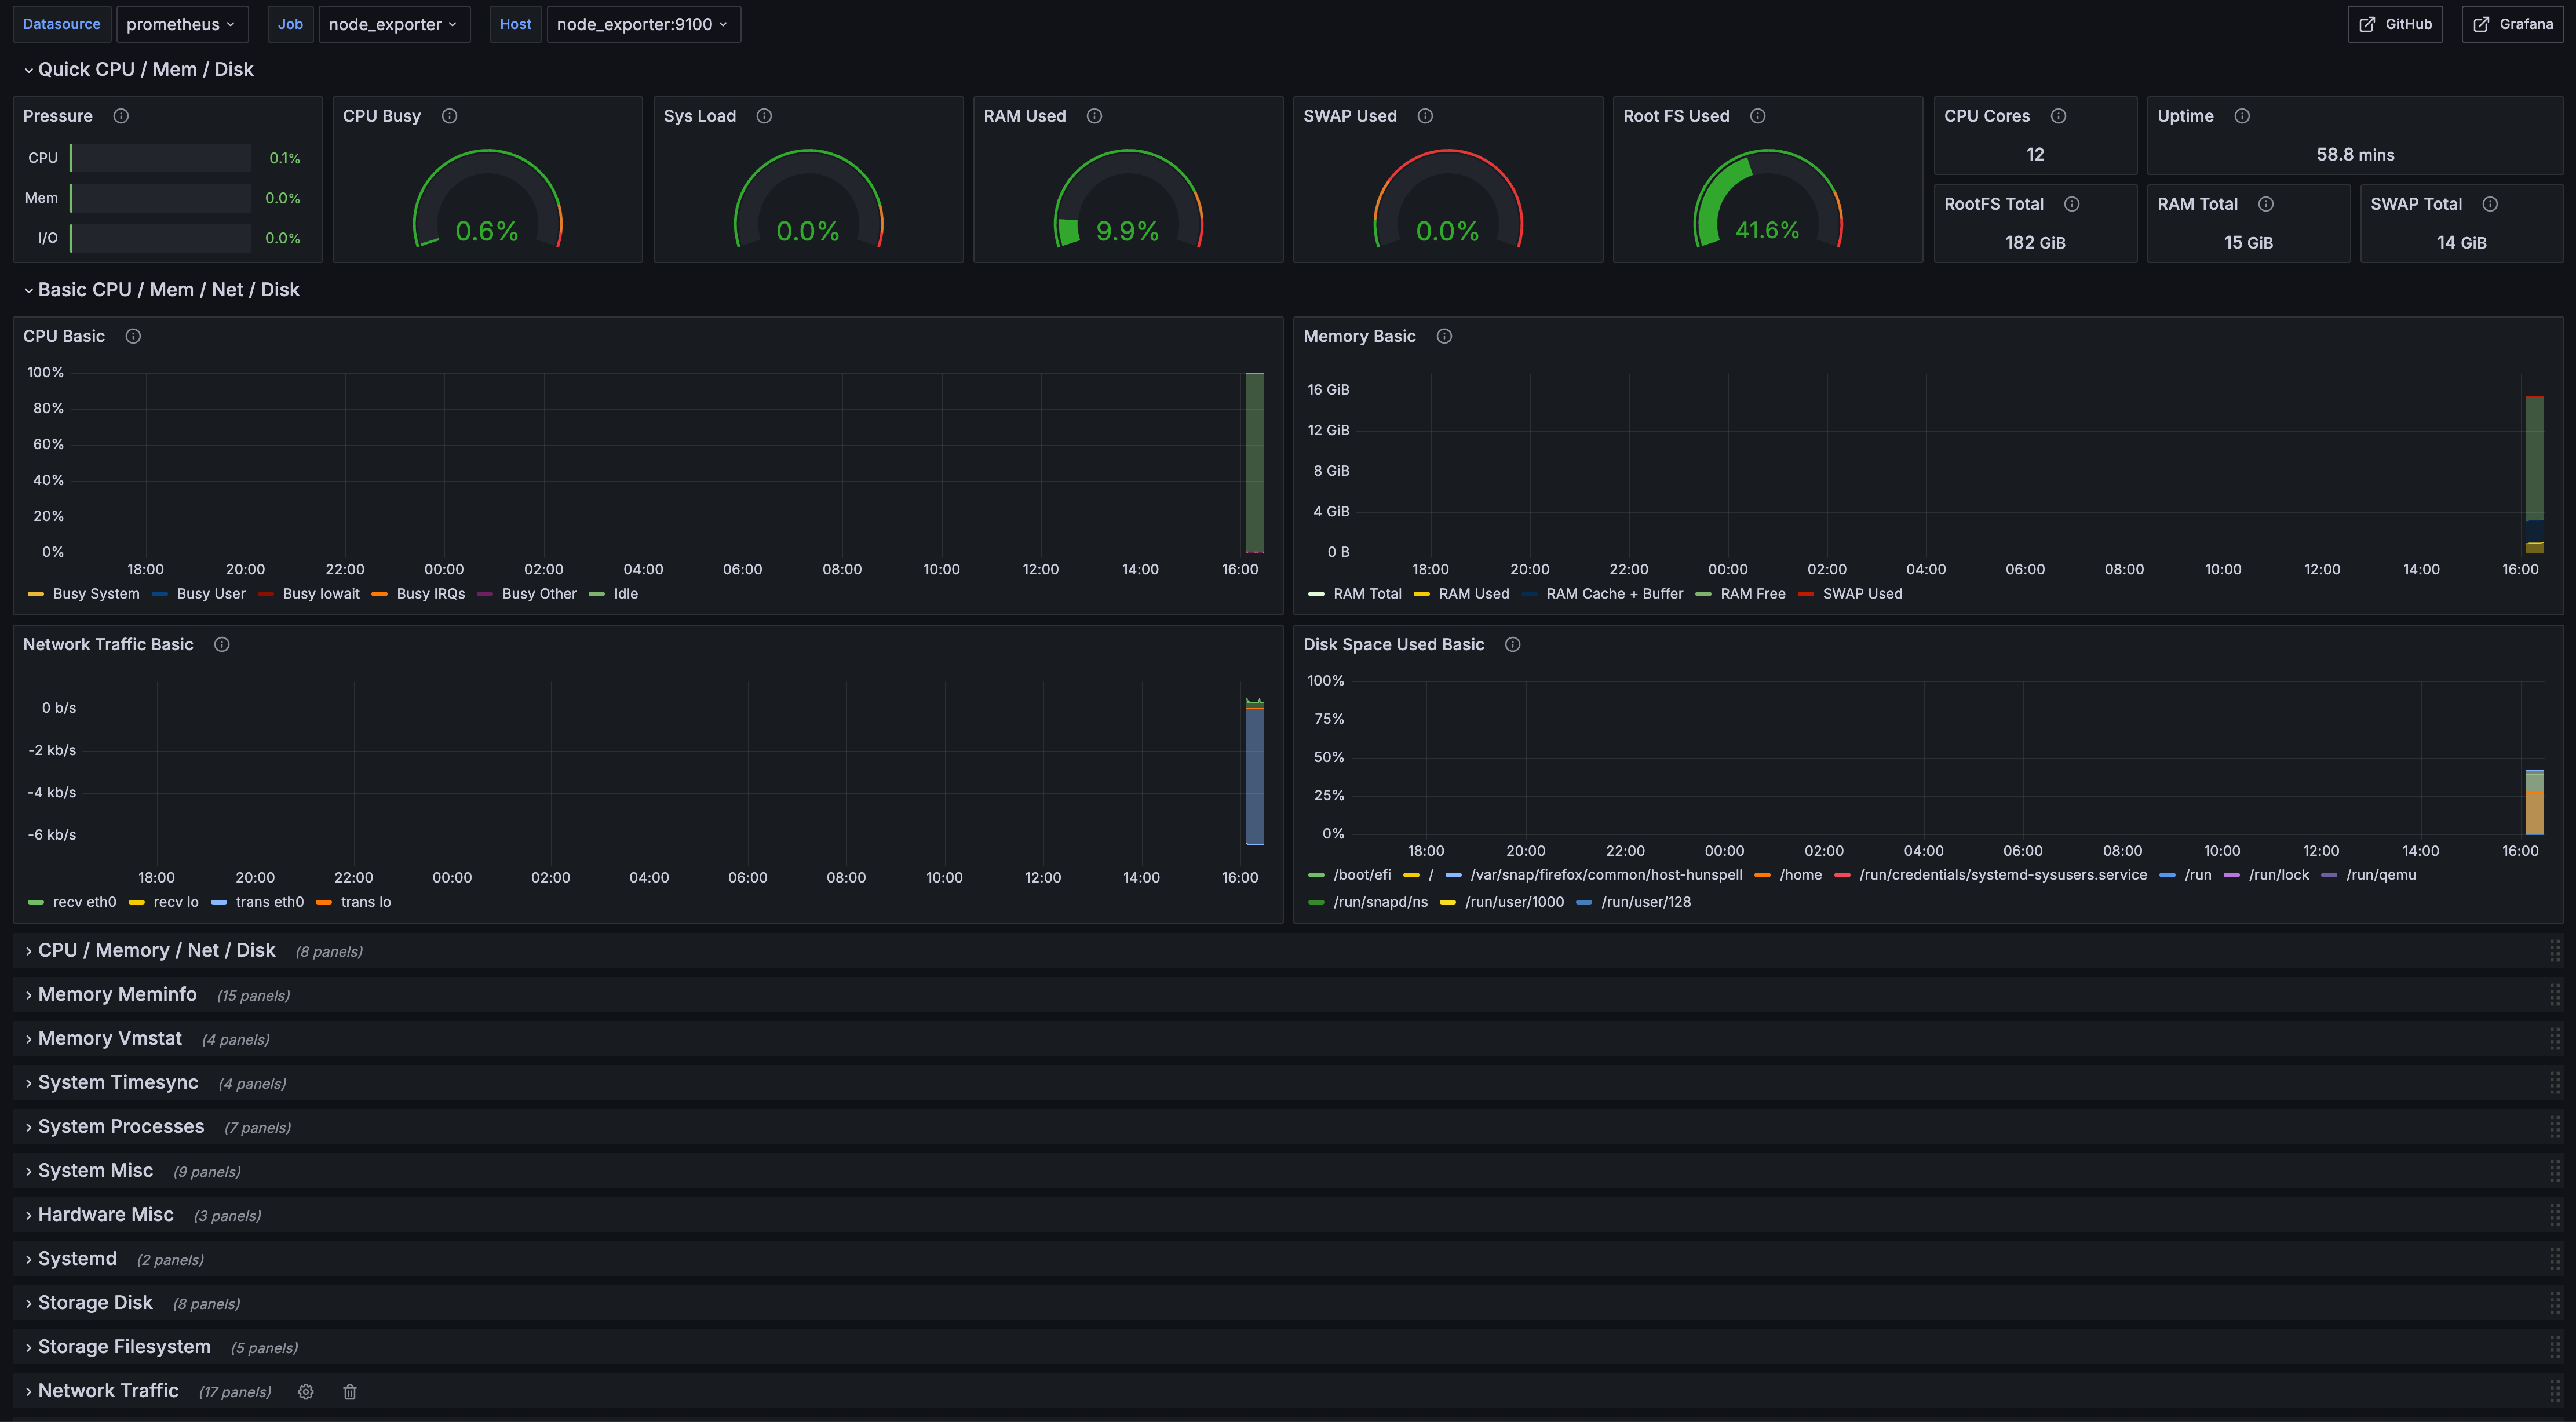 Datasource prometheus Job node_exporter Host node_exporter:9100 GitHub Grafana
Quick CPU / Mem / Disk
Pressure CPU Busy Sys Load RAM Used SWAP Used Root FS Used CPU Cores Uptime
CPU 0.1%
Mem 0.0%
I/O 0.0%
0.6%
0.0%
9.9%
0.0%
41.6%
12
58.8 mins
RootFS Total RAM Total SWAP Total
182 GiB 15 GiB 14 GiB
Basic CPU / Mem / Net / Disk
CPU Basic
100%
80%
60%
40%
20%
0%
18:00 20:00 22:00 00:00 02:00 04:00 06:00 08:00 10:00 12:00 14:00 16:00
Busy System Busy User Busy Iowait Busy IRQs Busy Other Idle
Memory Basic
16 GiB
12 GiB
8 GiB
4 GiB
0 B
18:00 20:00 22:00 00:00 02:00 04:00 06:00 08:00 10:00 12:00 14:00 16:00
RAM Total RAM Used RAM Cache + Buffer RAM Free SWAP Used
Network Traffic Basic
0 b/s
-2 kb/s
-4 kb/s
-6 kb/s
18:00 20:00 22:00 00:00 02:00 04:00 06:00 08:00 10:00 12:00 14:00 16:00
recv eth0 recv lo trans eth0 trans lo
Disk Space Used Basic
100%
75%
50%
25%
0%
18:00 20:00 22:00 00:00 02:00 04:00 06:00 08:00 10:00 12:00 14:00 16:00
/boot/efi / /var/snap/firefox/common/host-hunspell /home /run/credentials/systemd-sysusers.service /run /run/lock /run/qemu
/run/snapd/ns /run/user/1000 /run/user/128
CPU / Memory / Net / Disk (8 panels)
Memory Meminfo (15 panels)
Memory Vmstat (4 panels)
System Timesync (4 panels)
System Processes (7 panels)
System Misc (9 panels)
Hardware Misc (3 panels)
Systemd (2 panels)
Storage Disk (8 panels)
Storage Filesystem (5 panels)
Network Traffic (17 panels)